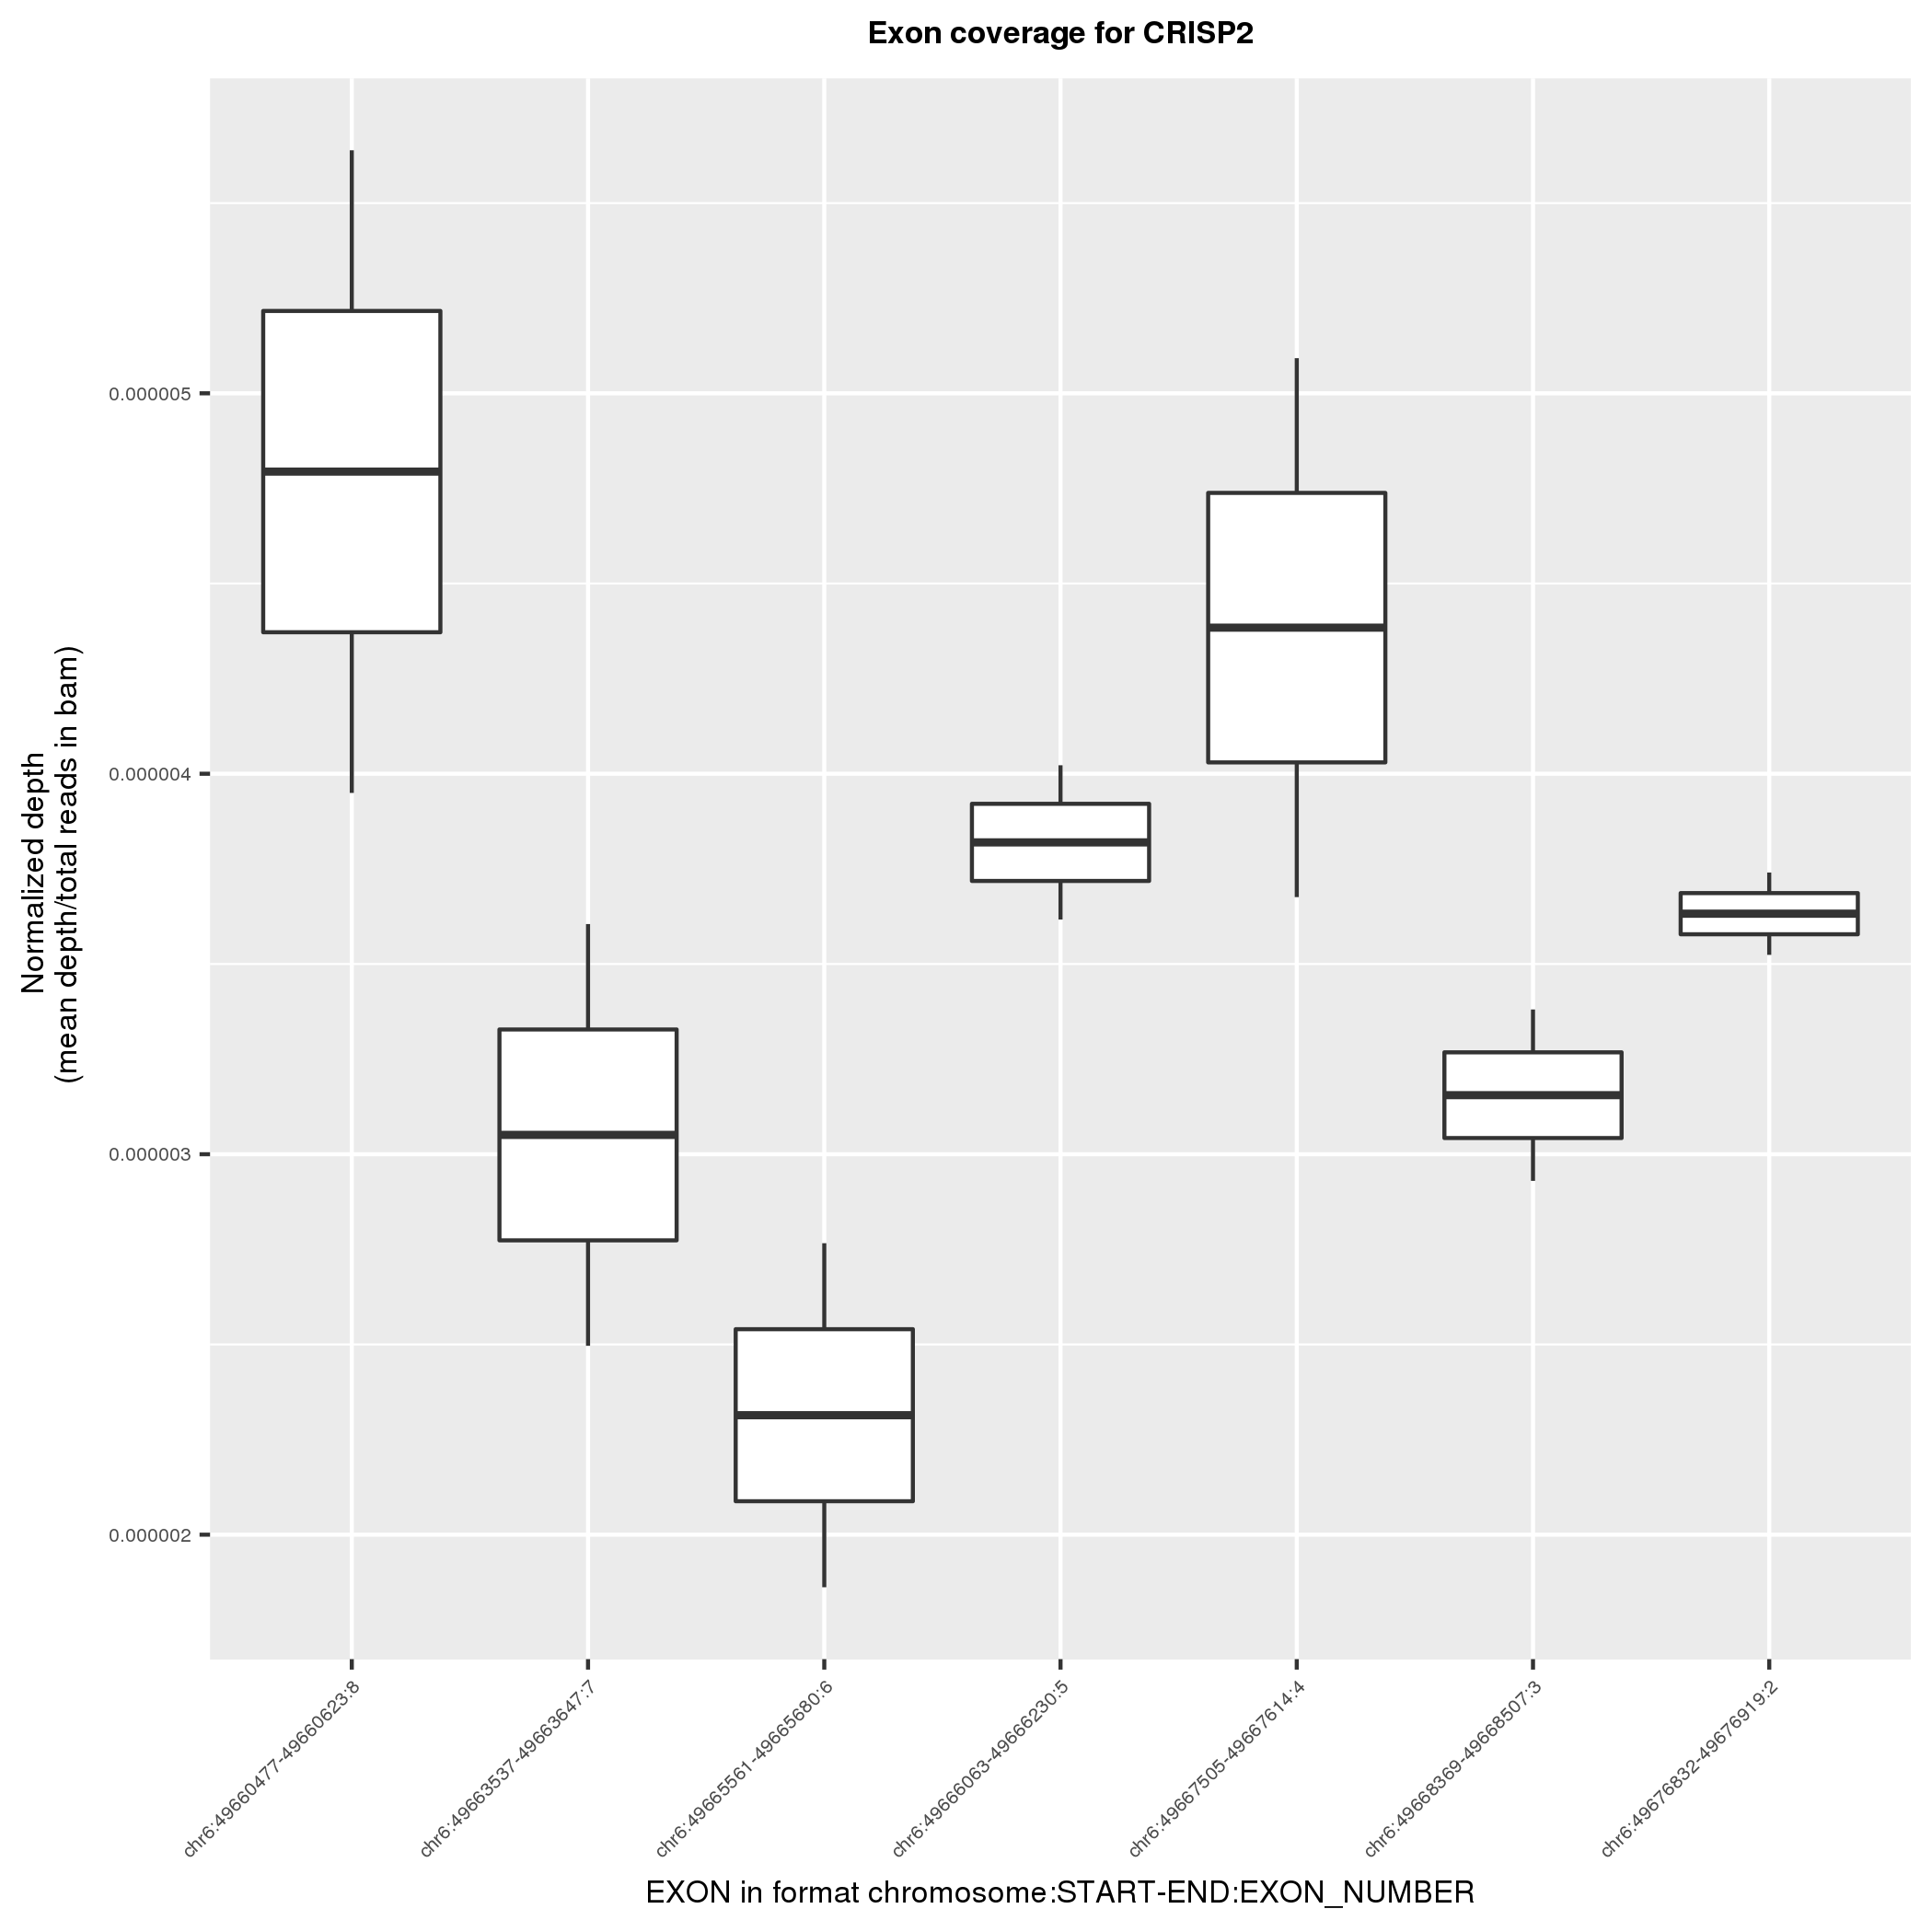 Exon coverage for CRISP2
Normalized depth
(mean depth/total reads in bam)
0.000005
0.000004
0.000003
0.000002
chr6:49660477-49660623:8
chr6:49663537-49663647:7
chr6:49665561-49665680:6
chr6:49666063-49666230:5
chr6:49667505-49667614:4
chr6:49668369-49668507:3
chr6:49676832-49676919:2
EXON in format chromosome:START-END:EXON_NUMBER